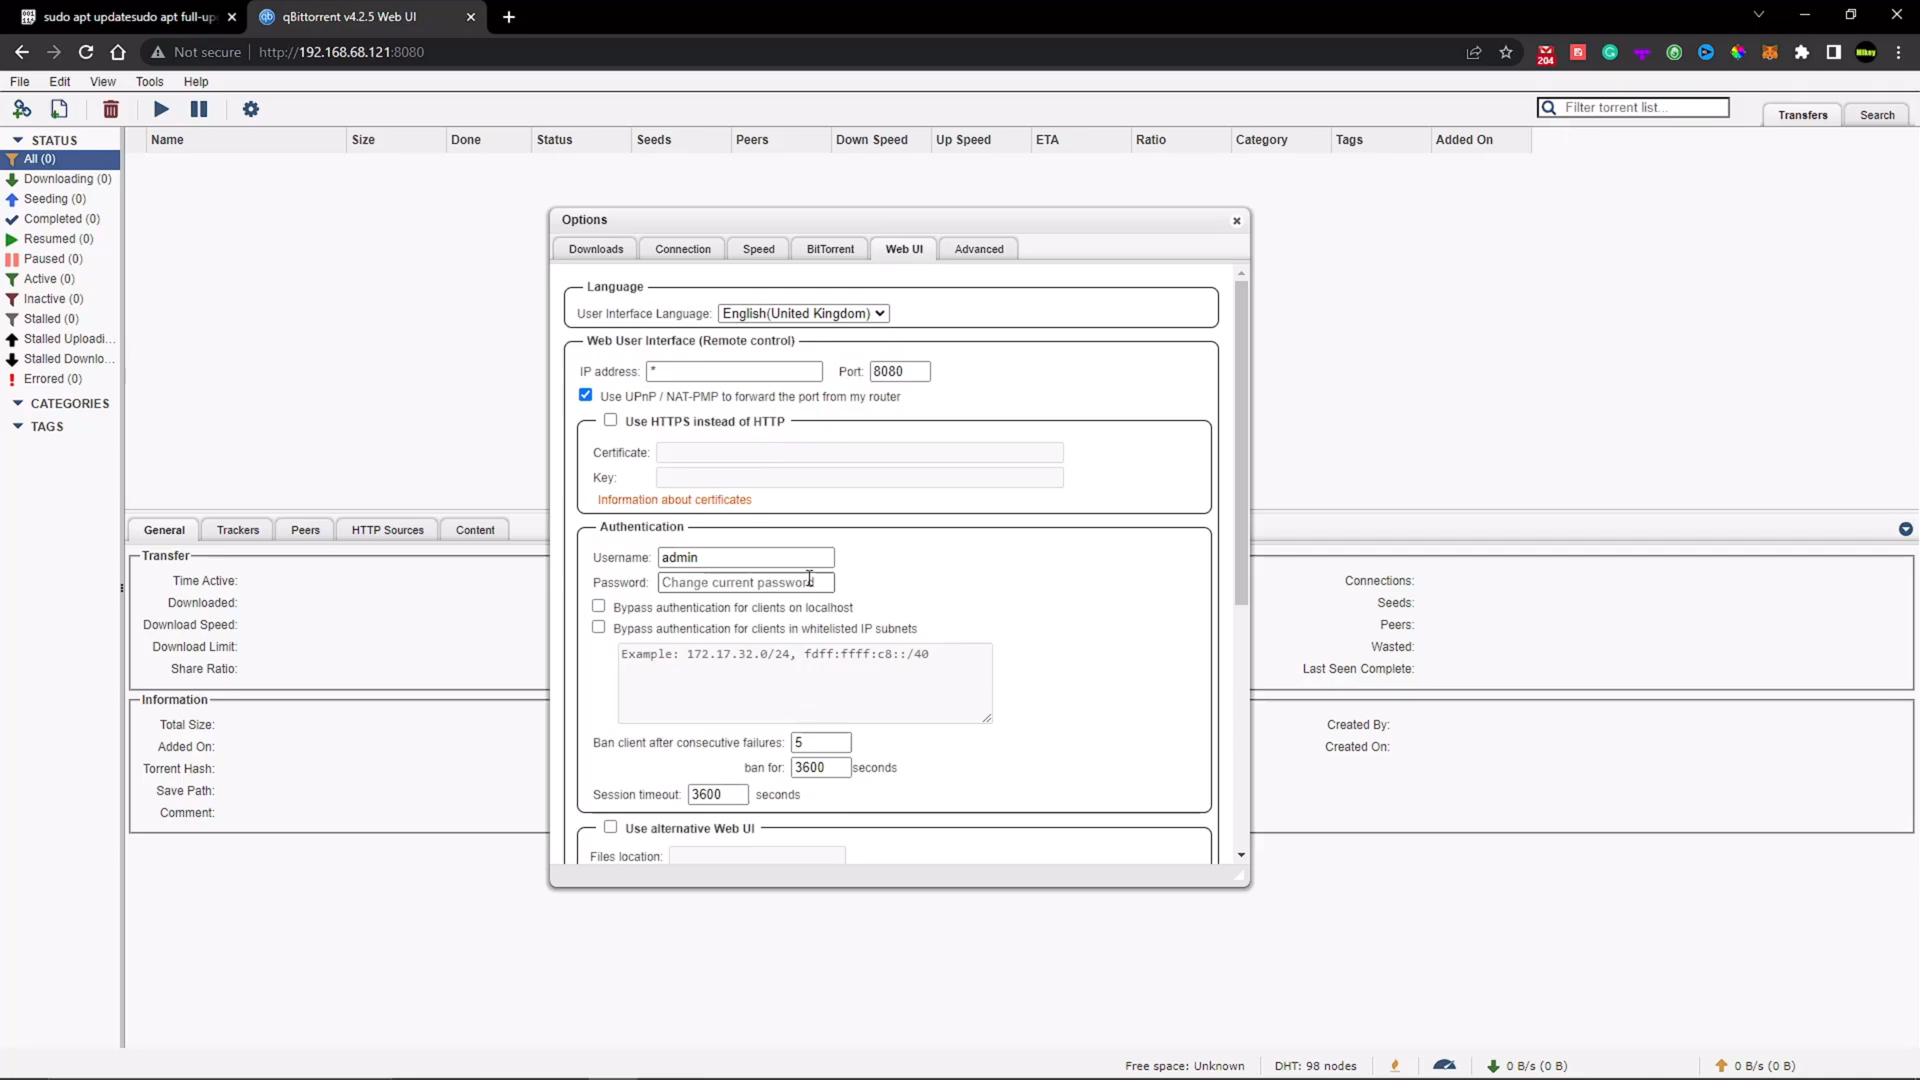 sudo apt updatesudo apt full-up
qBittorrent v4.2.5 Web UI
Not secure
http://192.168.68.121:8080
204
Mikey
File Edit View Tools Help
Filter torrent list...
Transfers
Search
STATUS
All (0)
Downloading (0)
Seeding (0)
Completed (0)
Resumed (0)
Paused (0)
Active (0)
Inactive (0)
Stalled (0)
Stalled Uploadi...
Stalled Downlo...
Errored (0)
CATEGORIES
TAGS
Name Size Done Status Seeds Peers Down Speed Up Speed ETA Ratio Category Tags Added On
Options
Downloads Connection Speed BitTorrent Web UI Advanced
Language
User Interface Language: English(United Kingdom)
Web User Interface (Remote control)
IP address: * Port: 8080
Use UPnP / NAT-PMP to forward the port from my router
Use HTTPS instead of HTTP
Certificate:
Key:
Information about certificates
Authentication
Username: admin
Password: Change current password
Bypass authentication for clients on localhost
Bypass authentication for clients in whitelisted IP subnets
Example: 172.17.32.0/24, fdff:ffff:c8::/40
Ban client after consecutive failures: 5
ban for: 3600 seconds
Session timeout: 3600 seconds
Use alternative Web UI
Files location:
General Trackers Peers HTTP Sources Content
Transfer
Time Active:
Downloaded:
Download Speed:
Download Limit:
Share Ratio:
Connections:
Seeds:
Peers:
Wasted:
Last Seen Complete:
Information
Total Size:
Added On:
Torrent Hash:
Save Path:
Comment:
Created By:
Created On:
Free space: Unknown
DHT: 98 nodes
0 B/s (0 B)
0 B/s (0 B)